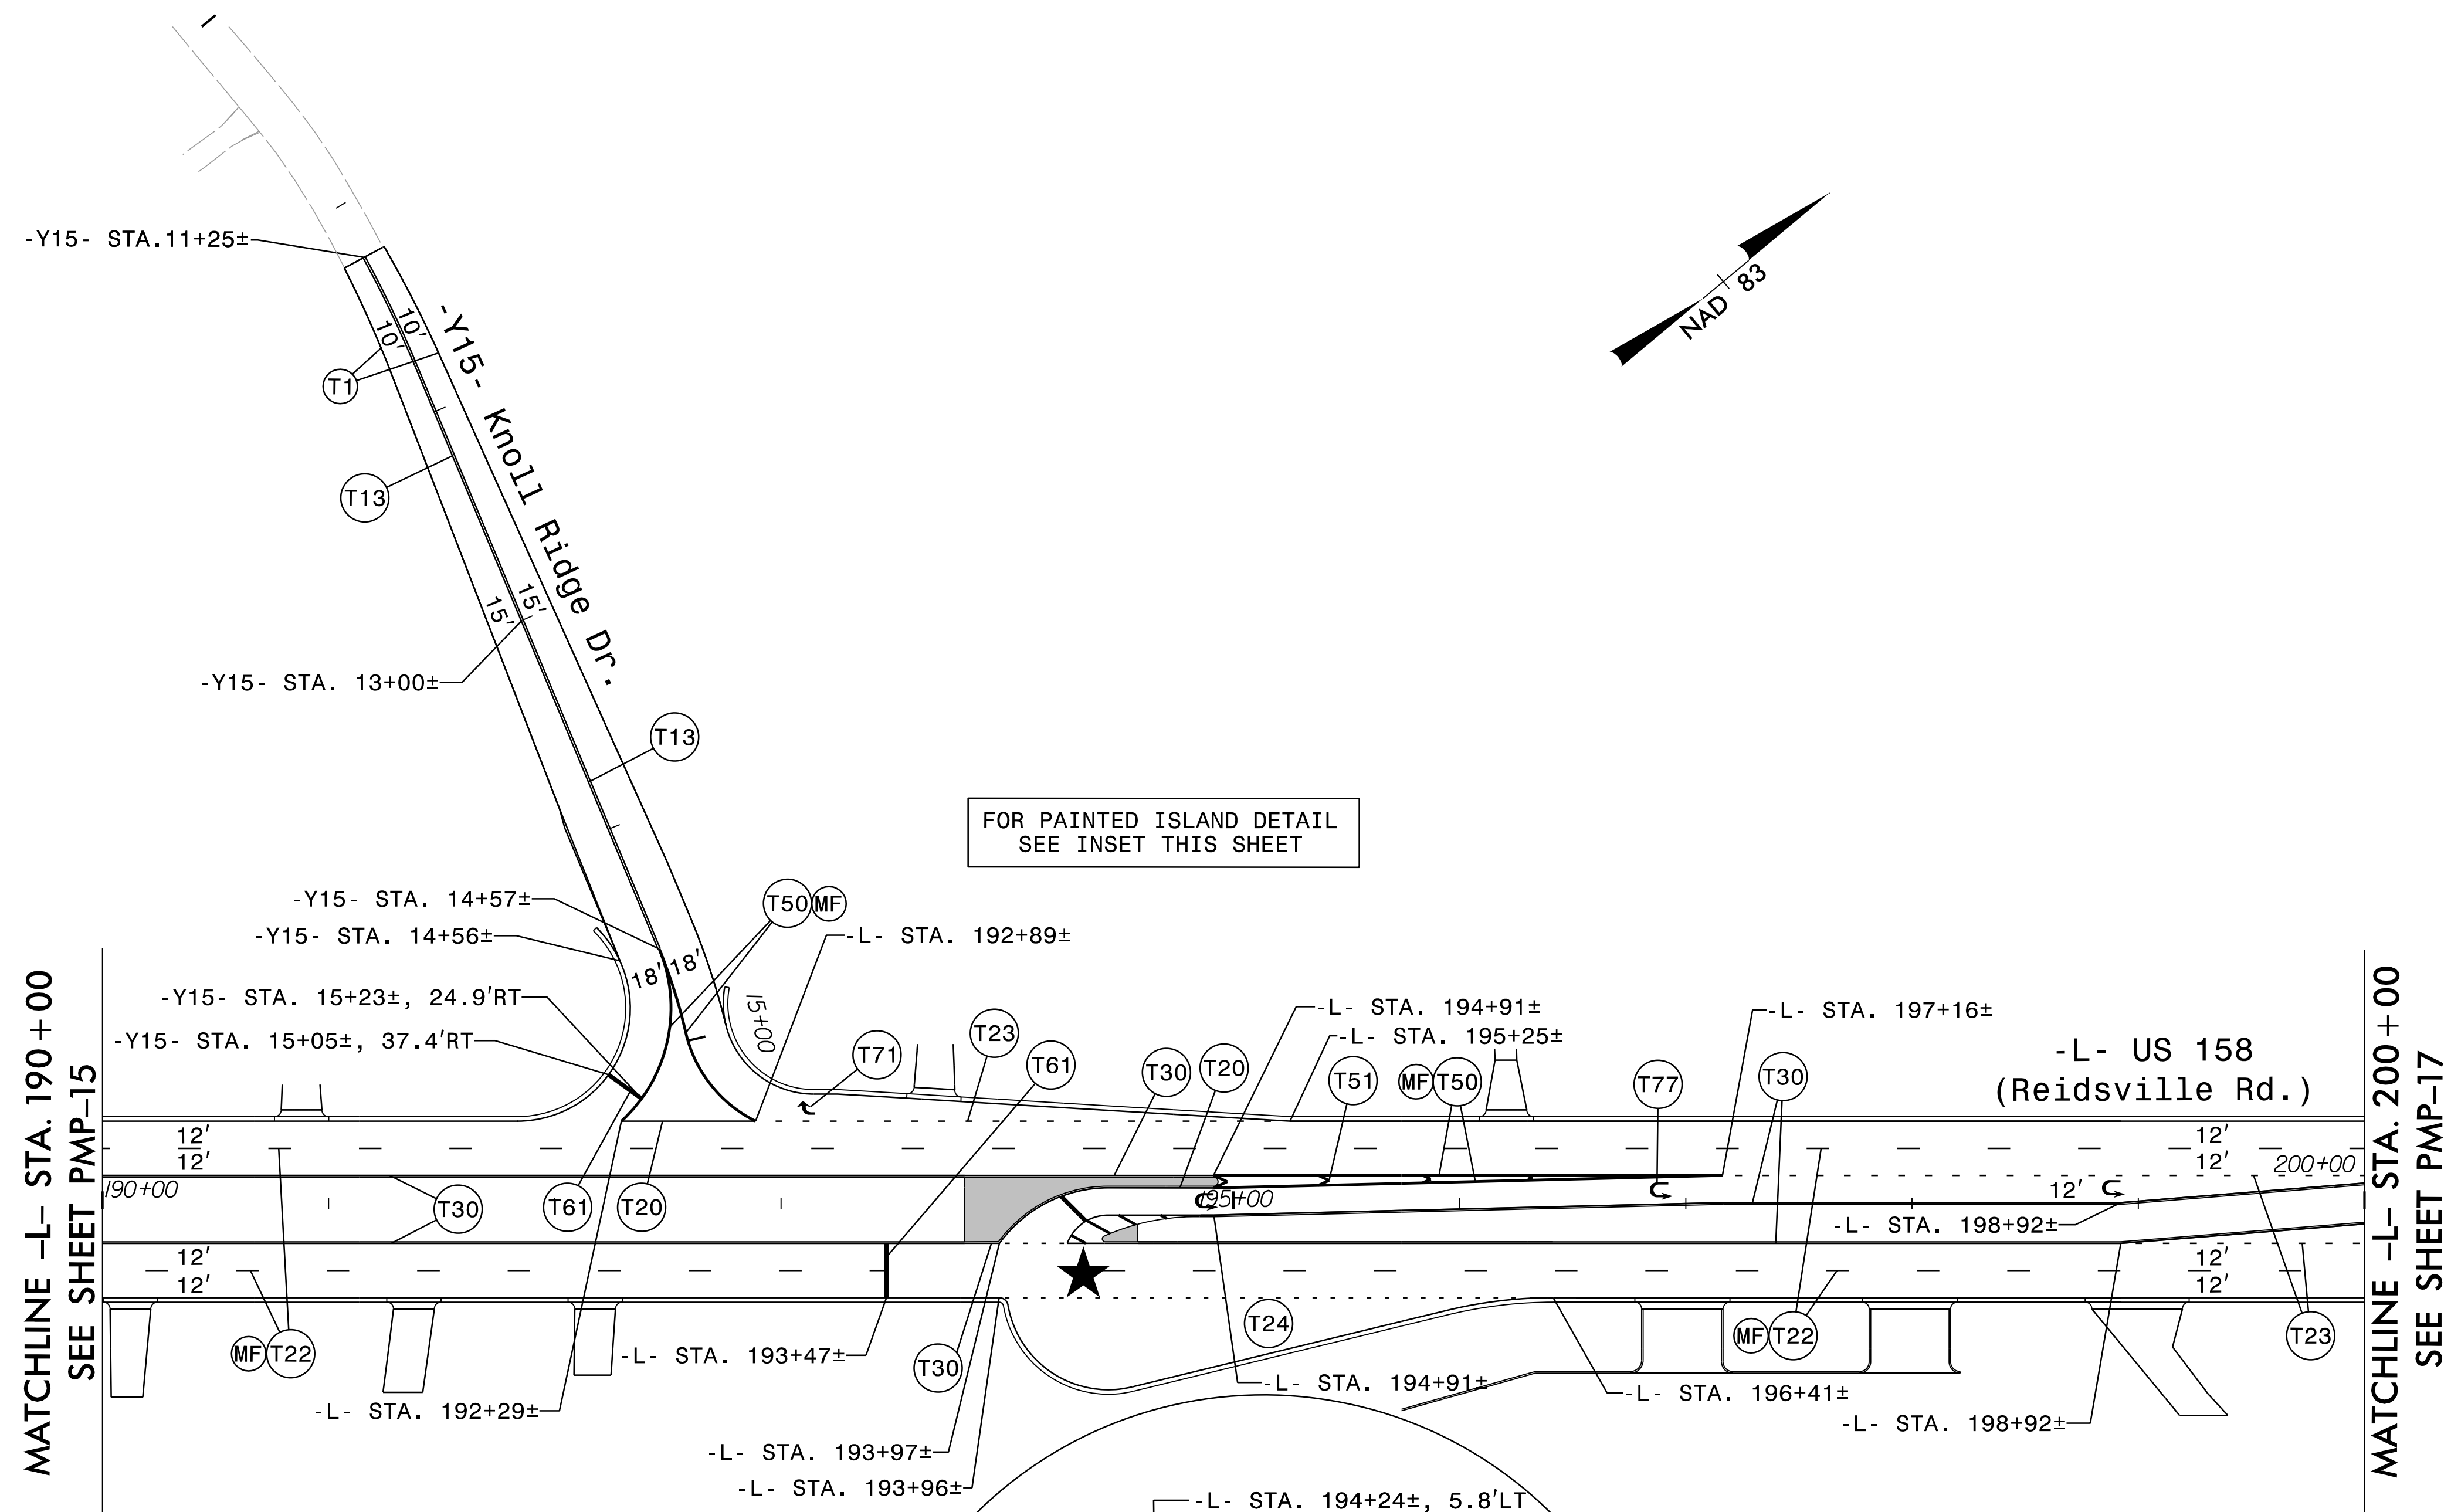 -Y15- STA.11+25±
10'
10'
T1
-Y15- Knoll Ridge Dr.
T13
15'
15'
-Y15- STA. 13+00±
T13
NAD 83
FOR PAINTED ISLAND DETAIL
SEE INSET THIS SHEET
-Y15- STA. 14+57±
-Y15- STA. 14+56±
T50
MF
-L- STA. 192+89±
18'
18'
-Y15- STA. 15+23±, 24.9'RT
-Y15- STA. 15+05±, 37.4'RT
15+00
T71
T23
T61
-L- STA. 194+91±
-L- STA. 195+25±
-L- STA. 197+16±
T30
T20
T51
MF
T50
T77
T30
-L- US 158
(Reidsville Rd.)
MATCHLINE –L– STA. 190+00
SEE SHEET PMP–15
MATCHLINE –L– STA. 200+00
SEE SHEET PMP–17
12'
12'
12'
12'
190+00
195+00
12'
200+00
T30
T61
T20
-L- STA. 198+92±
12'
12'
12'
12'
MF
T22
-L- STA. 193+47±
T30
T24
MF
T22
T23
-L- STA. 192+29±
-L- STA. 194+91±
-L- STA. 196+41±
-L- STA. 198+92±
-L- STA. 193+97±
-L- STA. 193+96±
-L- STA. 194+24±, 5.8'LT